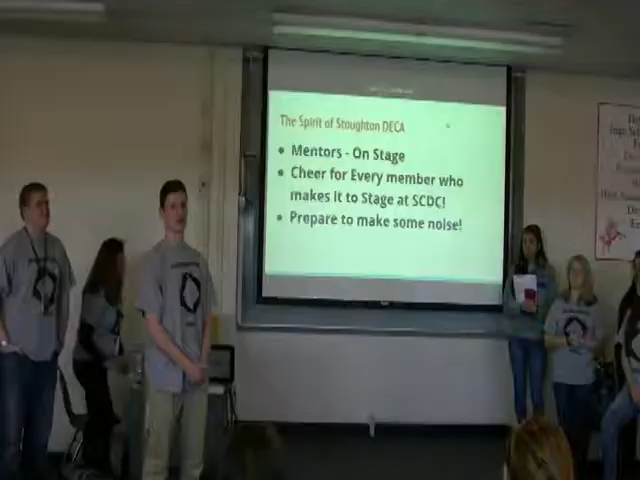 The Spirit of Stoughton DECA
• Mentors - On Stage
• Cheer for Every member who
makes it to Stage at SCDC!
• Prepare to make some noise!